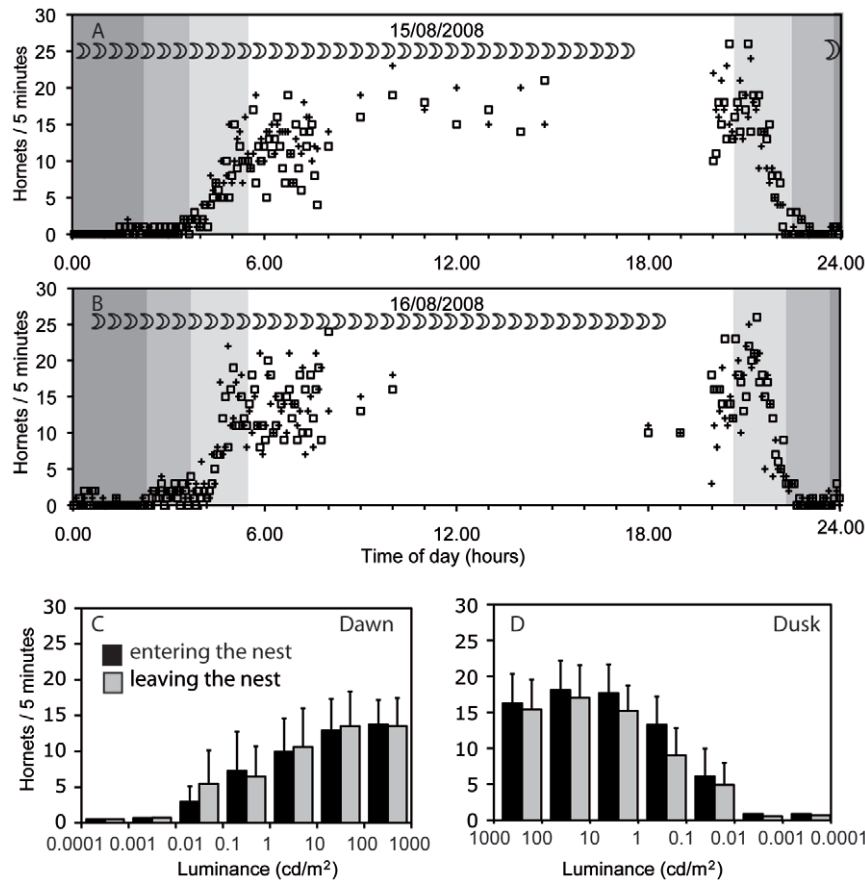 A 15/08/2008
30
25
20
15
10
5
0
Hornets / 5 minutes
0.00 6.00 12.00 18.00 24.00
B 16/08/2008
30
25
20
15
10
5
0
Hornets / 5 minutes
0.00 6.00 12.00 18.00 24.00
Time of day (hours)
C Dawn
entering the nest
leaving the nest
30
25
20
15
10
5
0
Hornets / 5 minutes
0.0001 0.001 0.01 0.1 1 10 100 1000
Luminance (cd/m²)
D Dusk
30
25
20
15
10
5
0
1000 100 10 1 0.1 0.01 0.001 0.0001
Luminance (cd/m²)